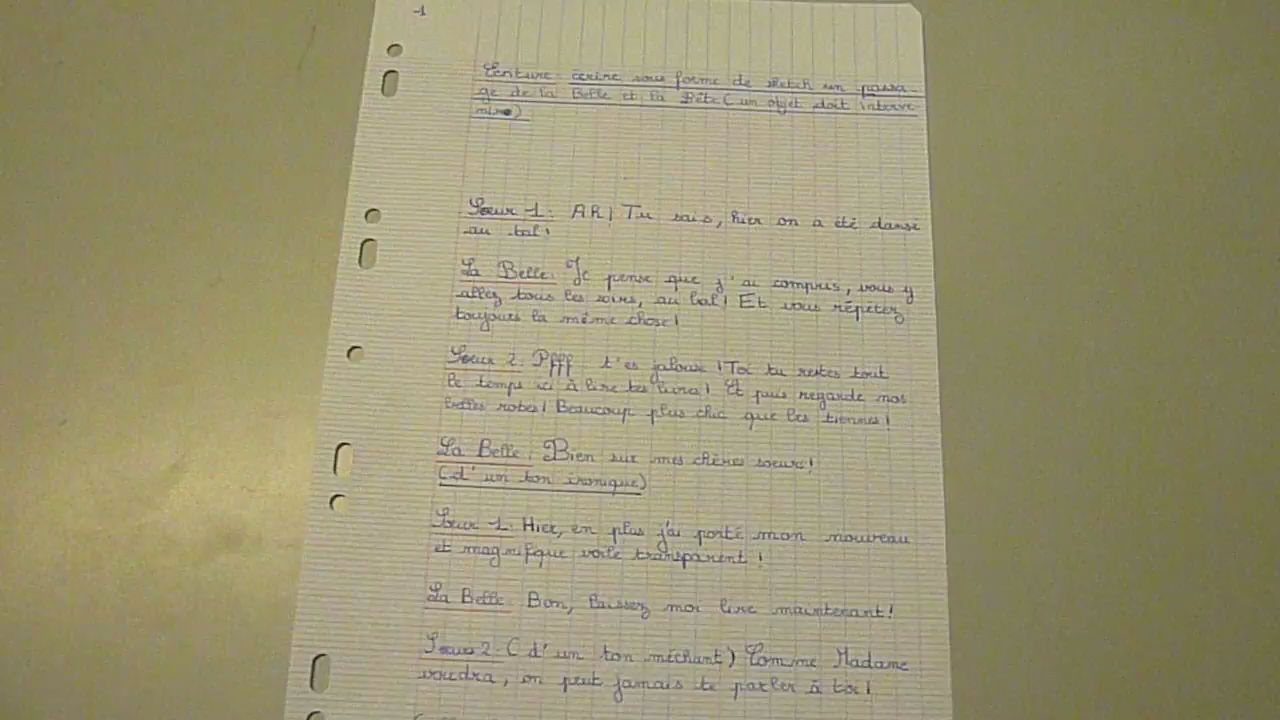 1
Ecriture: écrire sous forme de sketch un passa-
ge de la Belle et la Bête (un objet doit interve
nir)
Soeur 1: AH! Tu sais, hier on a été dansé
au bal!
La Belle: Je pense que j'ai compris, vous y
allez tous les soirs, au bal! Et vous répétez
toujours la même chose!
Soeur 2: Pfff t'es jalouse! Toi tu restes tout
le temps ici à lire tes livres! Et puis regarde nos
belles robes! Beaucoup plus chic que les tiennes!
La Belle: Bien sur mes chères soeurs!
(d'un ton ironique)
Soeur 1: Hier, en plus j'ai porté mon nouveau
et magnifique voile transparent!
La Belle: Bon, laissez moi lire maintenant!
Soeur 2: (d'un ton méchant) Comme Madame
voudra, on peut jamais te parler à toi!